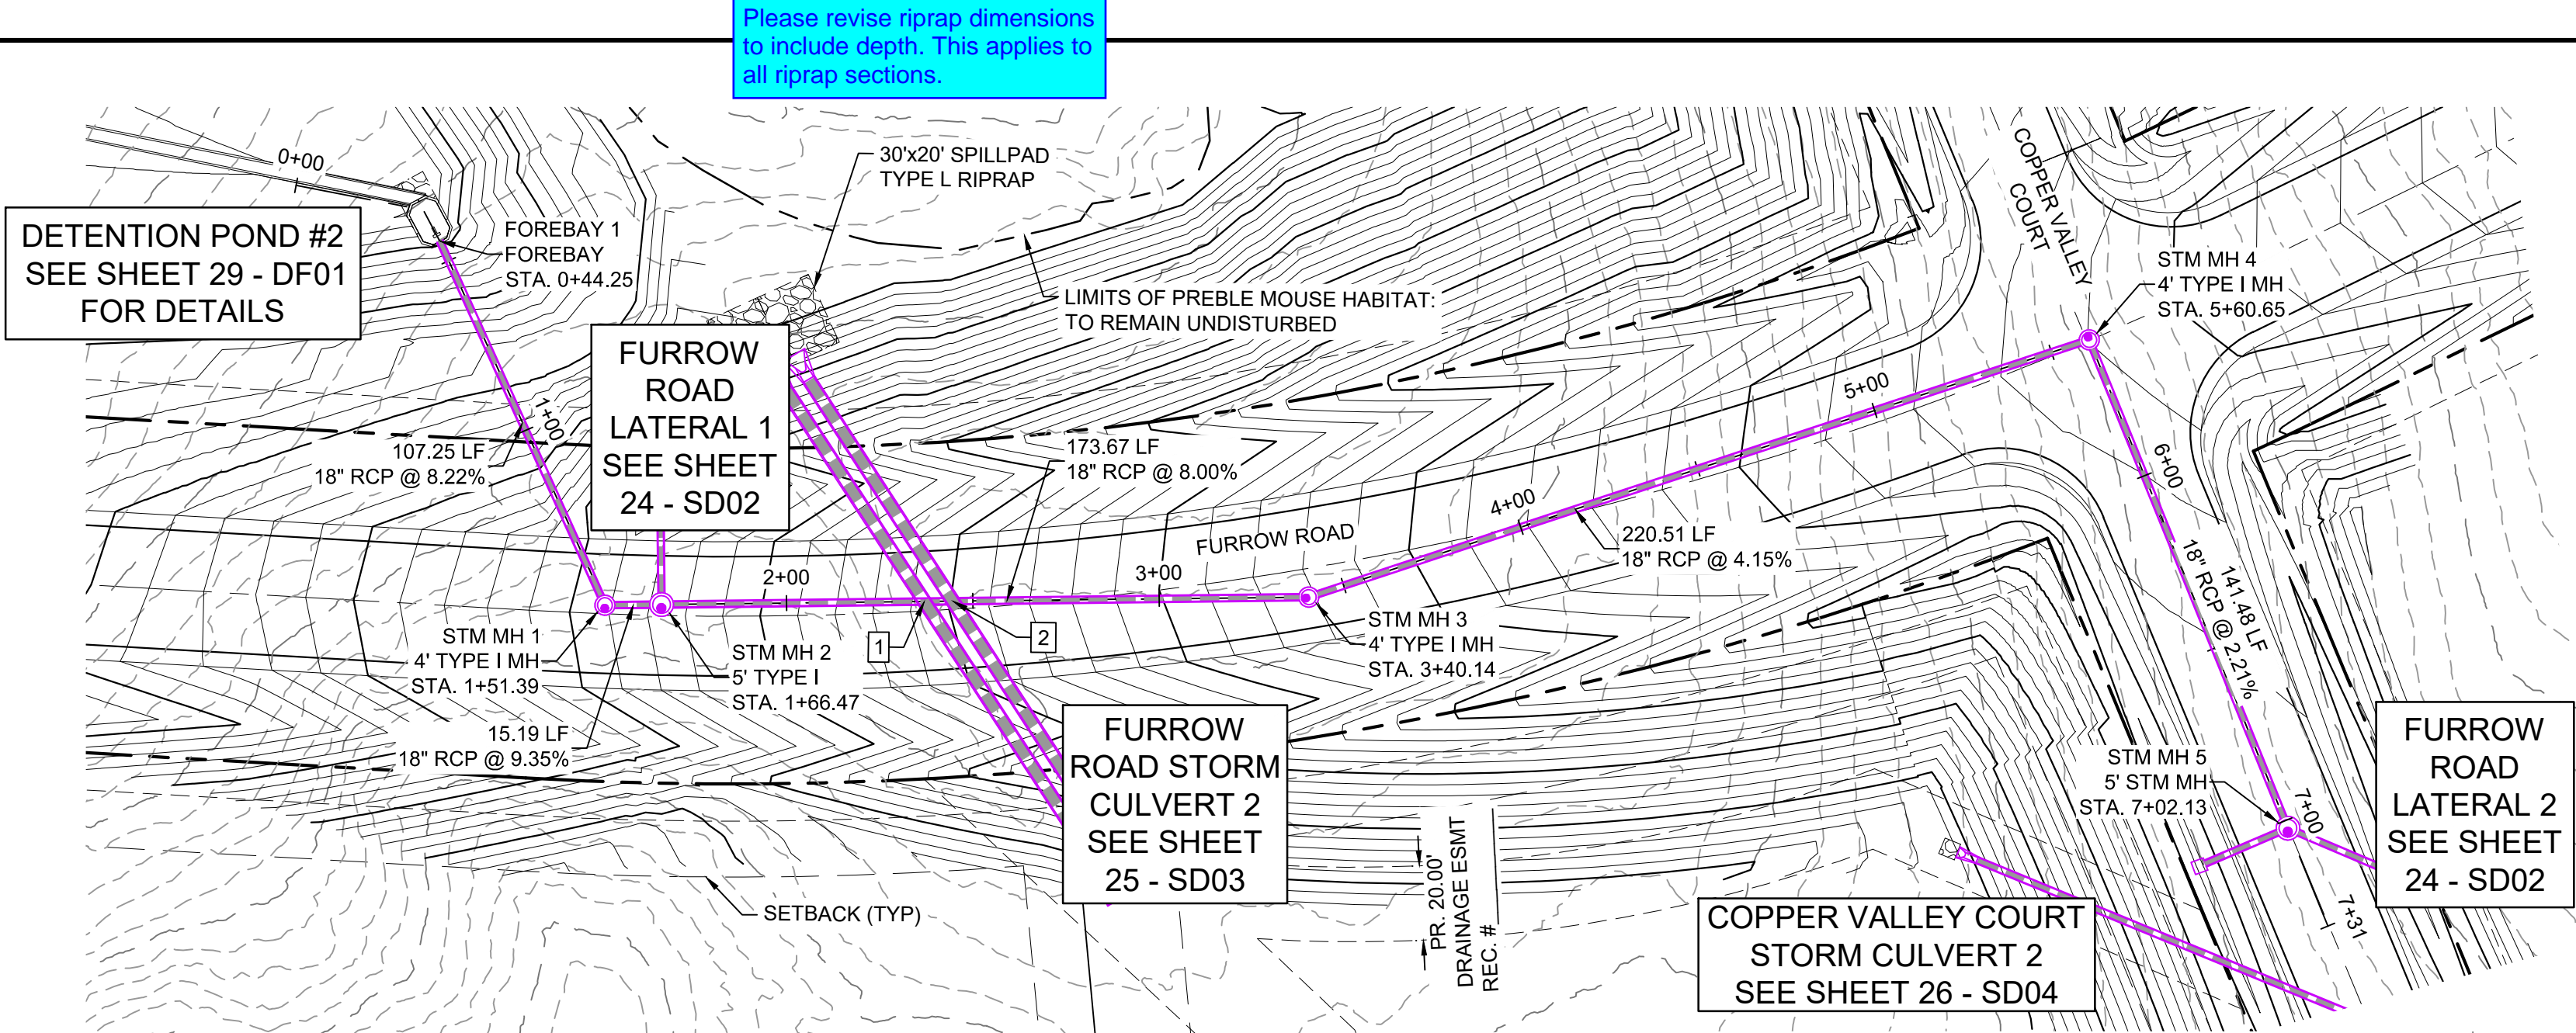 Please revise riprap dimensions
to include depth. This applies to
all riprap sections.
0+00
30'x20' SPILLPAD
TYPE L RIPRAP
COPPER VALLEY
COURT
DETENTION POND #2
SEE SHEET 29 - DF01
FOR DETAILS
FOREBAY 1
FOREBAY
STA. 0+44.25
STM MH 4
4' TYPE I MH
STA. 5+60.65
LIMITS OF PREBLE MOUSE HABITAT:
TO REMAIN UNDISTURBED
FURROW
ROAD
LATERAL 1
SEE SHEET
24 - SD02
1+00
5+00
107.25 LF
18" RCP @ 8.22%
173.67 LF
18" RCP @ 8.00%
6+00
4+00
FURROW ROAD
220.51 LF
18" RCP @ 4.15%
2+00
3+00
141.48 LF
18" RCP @ 2.21%
STM MH 1
4' TYPE I MH
STA. 1+51.39
STM MH 2
5' TYPE I
STA. 1+66.47
1
2
STM MH 3
4' TYPE I MH
STA. 3+40.14
15.19 LF
18" RCP @ 9.35%
FURROW
ROAD STORM
CULVERT 2
SEE SHEET
25 - SD03
STM MH 5
5' STM MH
STA. 7+02.13
7+00
FURROW
ROAD
LATERAL 2
SEE SHEET
24 - SD02
SETBACK (TYP)
PR. 20.00'
DRAINAGE ESMT
REC. #
COPPER VALLEY COURT
STORM CULVERT 2
SEE SHEET 26 - SD04
7+31